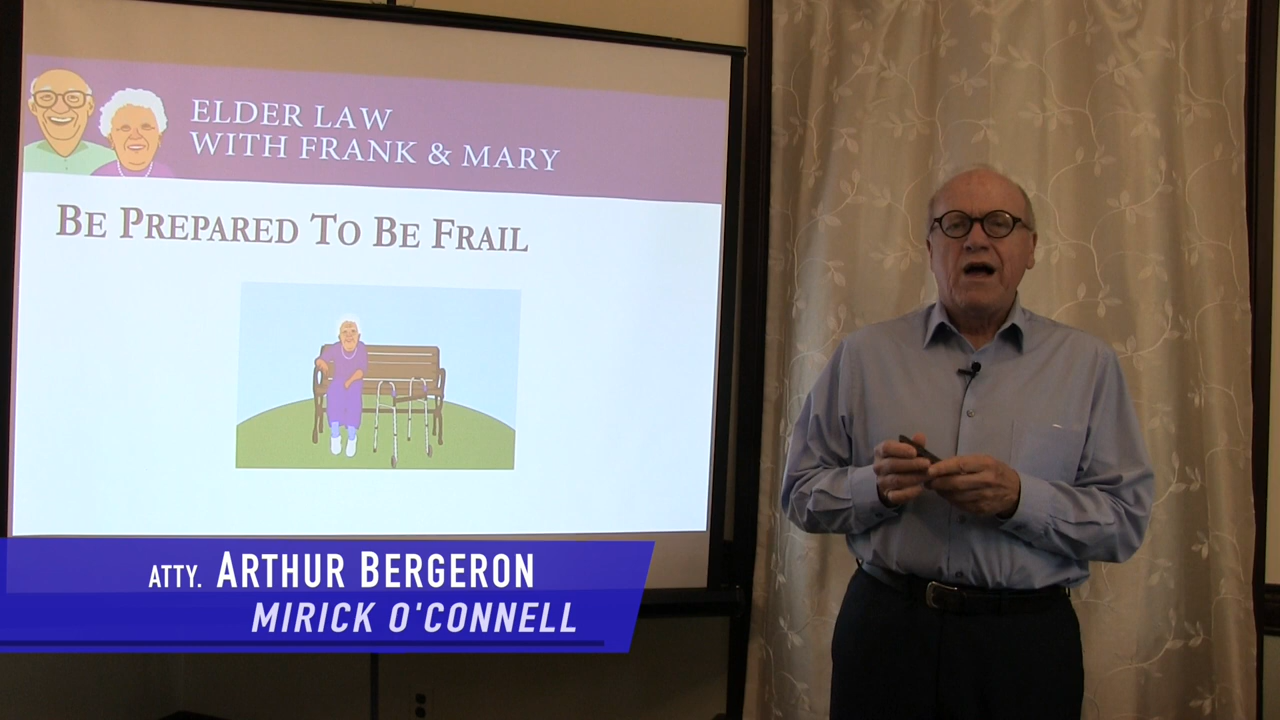 ELDER LAW
WITH FRANK & MARY
BE PREPARED TO BE FRAIL
ATTY. ARTHUR BERGERON
MIRICK O'CONNELL